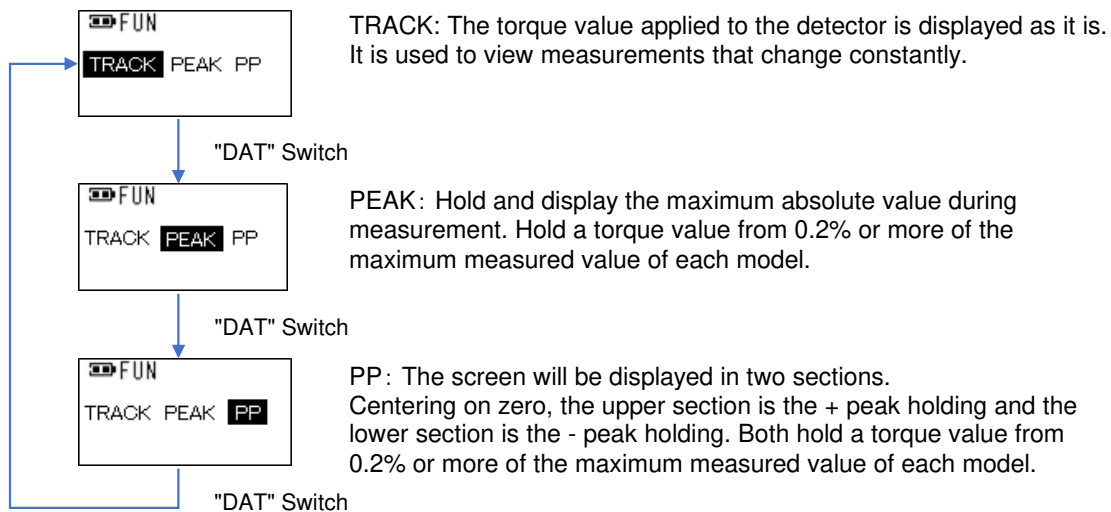 FUN
TRACK PEAK PP
TRACK: The torque value applied to the detector is displayed as it is.
It is used to view measurements that change constantly.
"DAT" Switch
FUN
TRACK PEAK PP
PEAK: Hold and display the maximum absolute value during
measurement. Hold a torque value from 0.2% or more of the
maximum measured value of each model.
"DAT" Switch
FUN
TRACK PEAK PP
PP: The screen will be displayed in two sections.
Centering on zero, the upper section is the + peak holding and the
lower section is the - peak holding. Both hold a torque value from
0.2% or more of the maximum measured value of each model.
"DAT" Switch